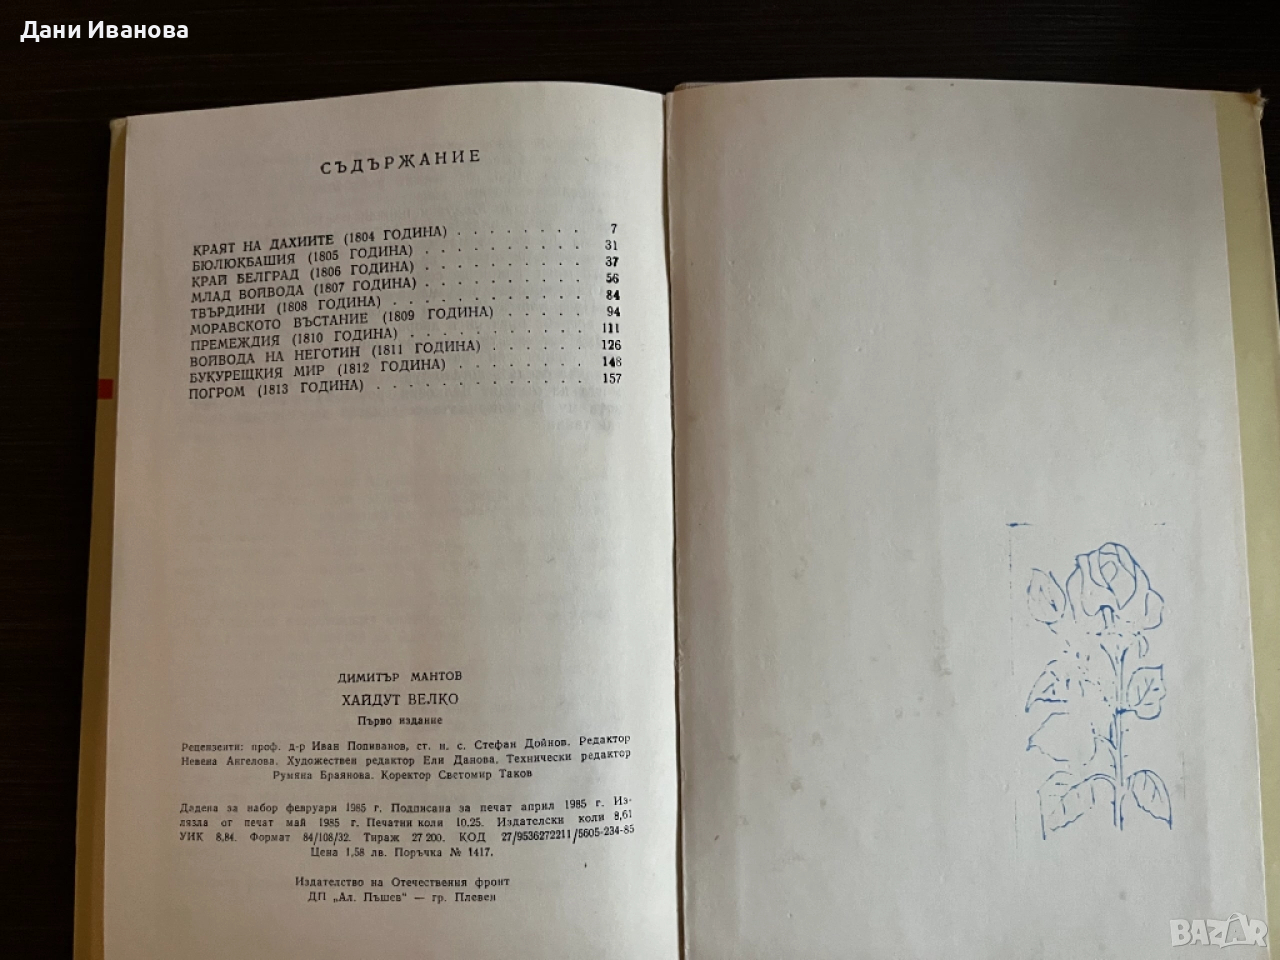 Дани Иванова
СЪДЪРЖАНИЕ
КРАЯТ НА ДАХИИТЕ (1804 ГОДИНА) . . . . . . . . 7
БЮЛЮКБАШИЯ (1805 ГОДИНА) . . . . . . . . . . 31
КРАЙ БЕЛГРАД (1806 ГОДИНА) . . . . . . . . . . 37
МЛАД ВОЙВОДА (1807 ГОДИНА) . . . . . . . . . . 56
ТВЪРДИНИ (1808 ГОДИНА) . . . . . . . . . . . . 84
МОРАВСКОТО ВЪСТАНИЕ (1809 ГОДИНА) . . . . . 94
ПРЕМЕЖДИЯ (1810 ГОДИНА) . . . . . . . . . . . 111
ВОЙВОДА НА НЕГОТИН (1811 ГОДИНА) . . . . . . 126
БУКУРЕЩКИЯ МИР (1812 ГОДИНА) . . . . . . . . 148
ПОГРОМ (1813 ГОДИНА) . . . . . . . . . . . . . 157
ДИМИТЪР МАНТОВ
ХАЙДУТ ВЕЛКО
Първо издание
Рецензенти: проф. д-р Иван Попиванов, ст. н. с. Стефан Дойнов. Редактор
Невена Ангелова. Художествен редактор Ели Данова. Технически редактор
Румяна Браянова. Коректор Светомир Таков
Дадена за набор февруари 1985 г. Подписана за печат април 1985 г. Из-
лязла от печат май 1985 г. Печатни коли 10,25. Издателски коли 8,61
УИК 8,84. Формат 84/108/32. Тираж 27 200. КОД 27/9536272211/5605-234-85
Цена 1,58 лв. Поръчка № 1417.
Издателство на Отечествения фронт
ДП „Ал. Пъшев“ — гр. Плевен
BAZAR